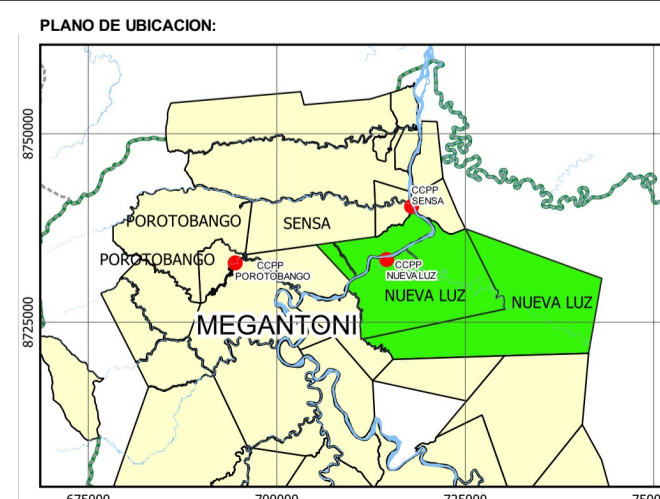 PLANO DE UBICACION:
8750000
CCPP
SENSA
POROTOBANGO
SENSA
POROTOBANGO
CCPP
POROTOBANGO
CCPP
NUEVA LUZ
NUEVA LUZ
NUEVA LUZ
MEGANTONI
8725000
675000
700000
725000